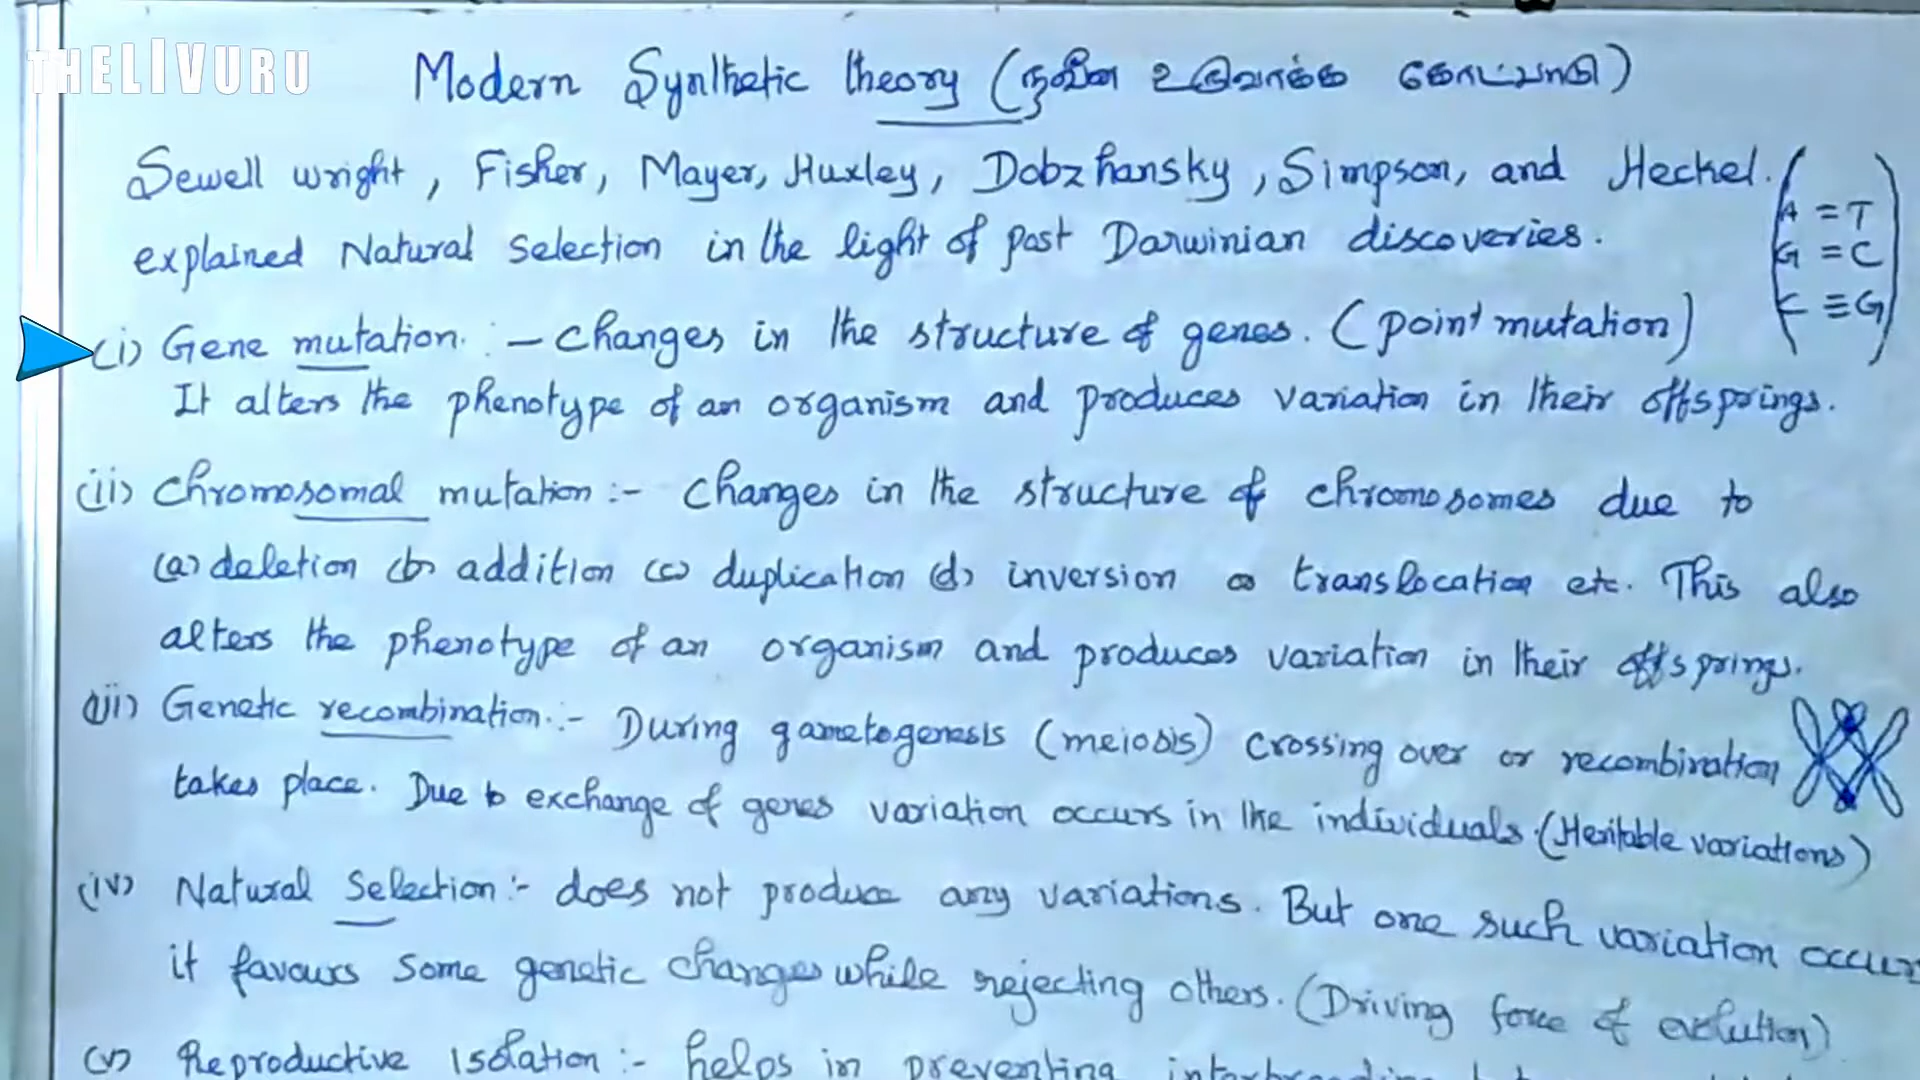 THELIVURU
Modern Synthetic theory (நவீன உருவாக்க கோட்பாடு)
Sewell wright, Fisher, Mayer, Huxley, Dobzhansky, Simpson, and Heckel.
explained Natural Selection in the light of post Darwinian discoveries.
A = T
G = C
C ≡ G
(i) Gene mutation :- changes in the structure of genes. (point mutation)
It alters the phenotype of an organism and produces variation in their offsprings.
(ii) Chromosomal mutation :- changes in the structure of chromosomes due to
(a) deletion (b) addition (c) duplication (d) inversion translocation etc. This also
alters the phenotype of an organism and produces variation in their offsprings.
(iii) Genetic recombination :- During gametogenesis (meiosis) crossing over or recombination
takes place. Due to exchange of genes variation occurs in the individuals (Heritable variations)
(iv) Natural Selection :- does not produce any variations. But one such variation occurs
it favours some genetic changes while rejecting others. (Driving force of evolution)
(v) Reproductive isolation :- helps in preventing